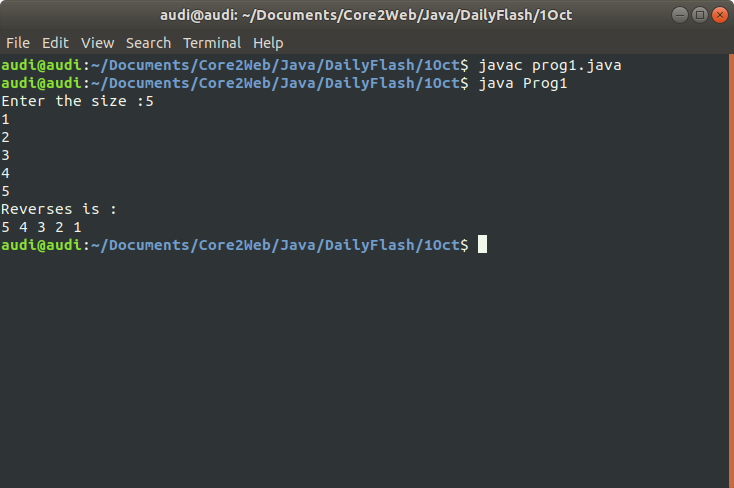 audi@audi: ~/Documents/Core2Web/Java/DailyFlash/1Oct
File Edit View Search Terminal Help
audi@audi:~/Documents/Core2Web/Java/DailyFlash/1Oct$ javac prog1.java
audi@audi:~/Documents/Core2Web/Java/DailyFlash/1Oct$ java Prog1
Enter the size :5
1
2
3
4
5
Reverses is :
5 4 3 2 1
audi@audi:~/Documents/Core2Web/Java/DailyFlash/1Oct$